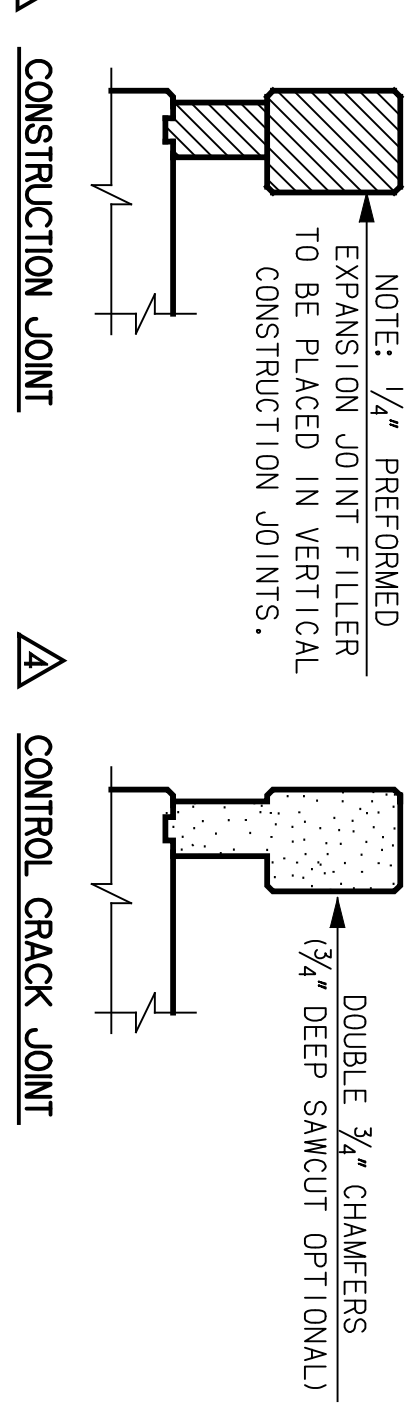 NOTE: 1/4" PREFORMED
EXPANSION JOINT FILLER
TO BE PLACED IN VERTICAL
CONSTRUCTION JOINTS.
CONSTRUCTION JOINT
DOUBLE 3/4" CHAMFERS
(3/4" DEEP SAWCUT OPTIONAL)
4
CONTROL CRACK JOINT